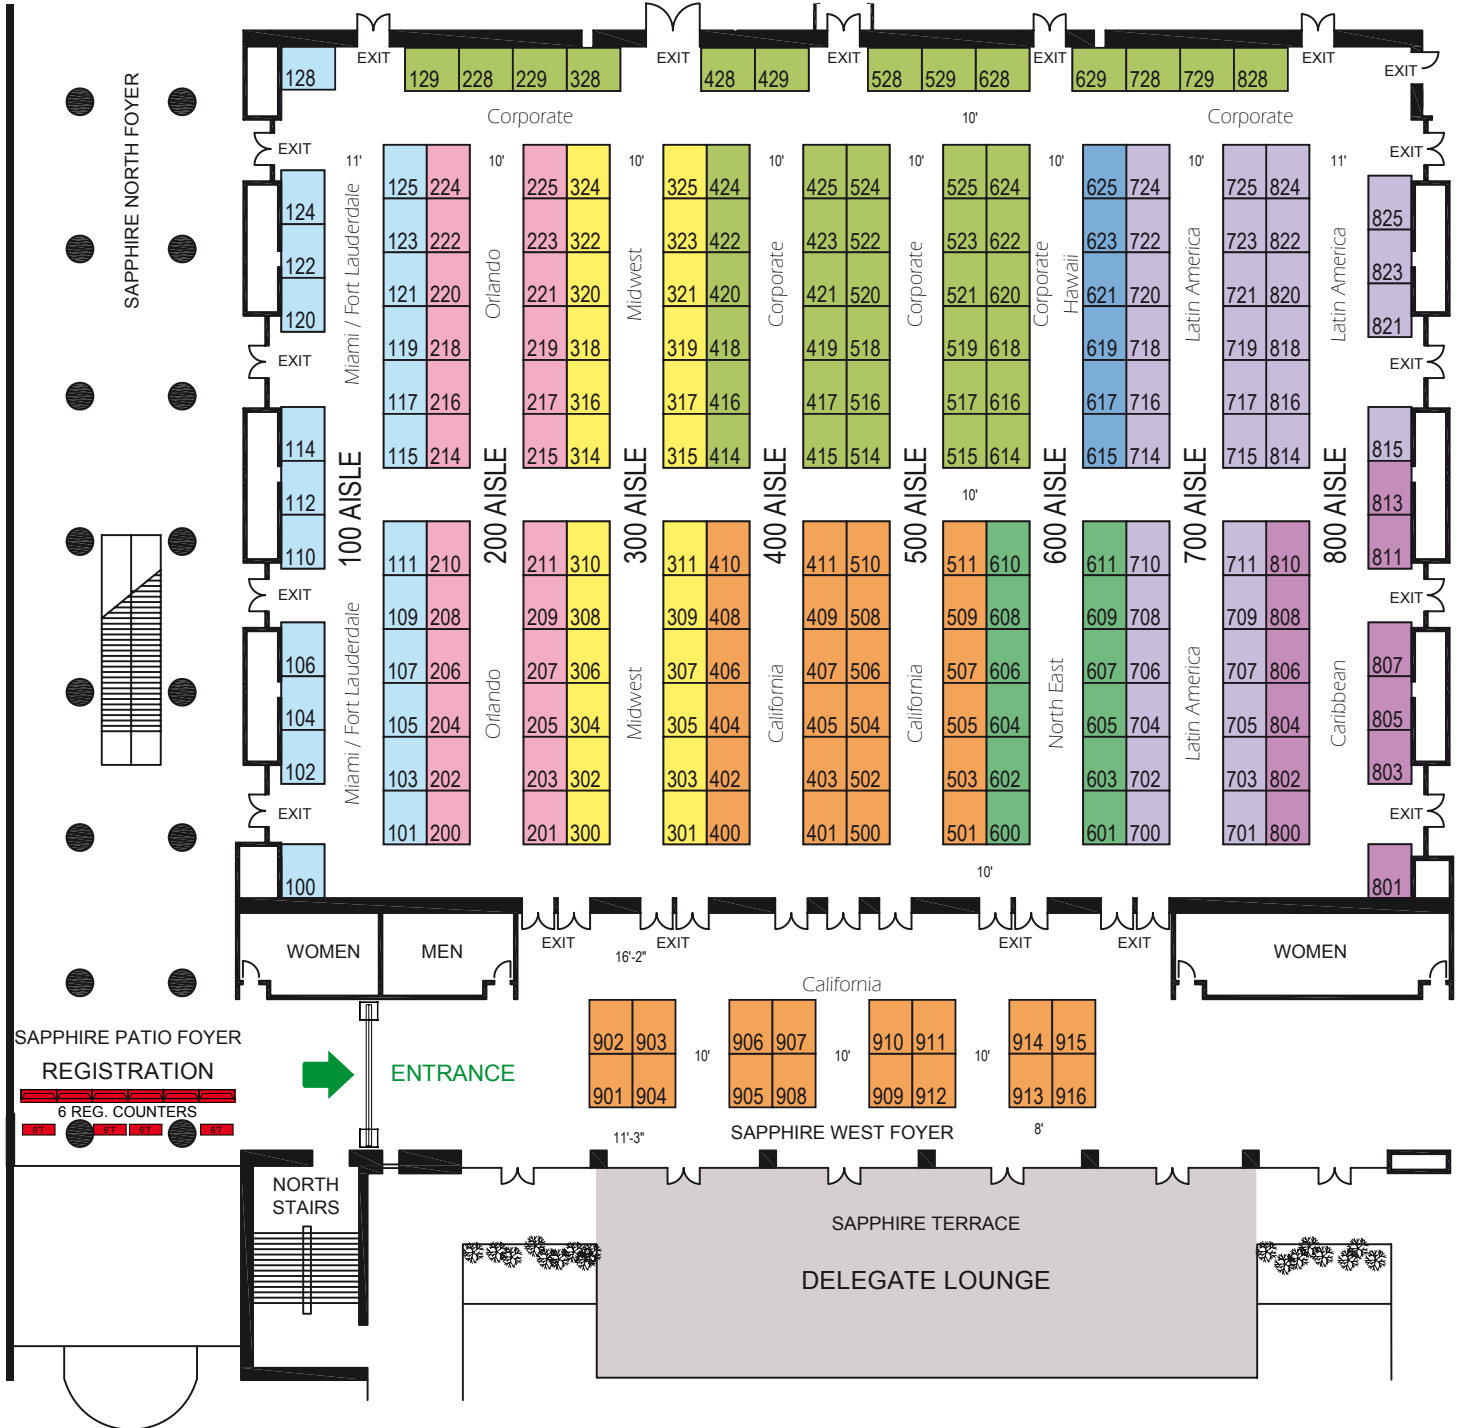 EXIT EXIT EXIT EXIT EXIT EXIT
128 129 228 229 328 428 429 528 529 628 629 728 729 828
SAPPHIRE NORTH FOYER
Corporate 10' Corporate
EXIT 11' 10' 10' 10' 10' 10' 10' 11' EXIT
125 224 225 324 325 424 425 524 525 624 625 724 725 824
124 825
123 222 223 322 323 422 423 522 523 622 623 722 723 822
122 823
Miami / Fort Lauderdale Orlando Midwest Corporate Corporate Corporate Hawaii Latin America Latin America
121 220 221 320 321 420 421 520 521 620 621 720 721 820
120 821
119 218 219 318 319 418 419 518 519 618 619 718 719 818
EXIT EXIT
117 216 217 316 317 416 417 516 517 616 617 716 717 816
114 115 214 215 314 315 414 415 514 515 614 615 714 715 814 815
112 10' 813
100 AISLE 200 AISLE 300 AISLE 400 AISLE 500 AISLE 600 AISLE 700 AISLE 800 AISLE
110 811
111 210 211 310 311 410 411 510 511 610 611 710 711 810
EXIT EXIT
109 208 209 308 309 408 409 508 509 608 609 708 709 808
106 807
107 206 207 306 307 406 407 506 507 606 607 706 707 806
Miami / Fort Lauderdale Orlando Midwest California California North East Latin America Caribbean
104 805
105 204 205 304 305 404 405 504 505 604 605 704 705 804
102 803
103 202 203 302 303 402 403 502 503 602 603 702 703 802
EXIT EXIT
101 200 201 300 301 400 401 500 501 600 601 700 701 800
10'
100 801
EXIT EXIT EXIT EXIT
WOMEN MEN WOMEN
16'-2"
California
SAPPHIRE PATIO FOYER
902 903 906 907 910 911 914 915
10' 10' 10'
REGISTRATION
ENTRANCE
901 904 905 908 909 912 913 916
6 REG. COUNTERS
6'T 6'T 6'T 6'T
11'-3" SAPPHIRE WEST FOYER 8'
NORTH
STAIRS
SAPPHIRE TERRACE
DELEGATE LOUNGE